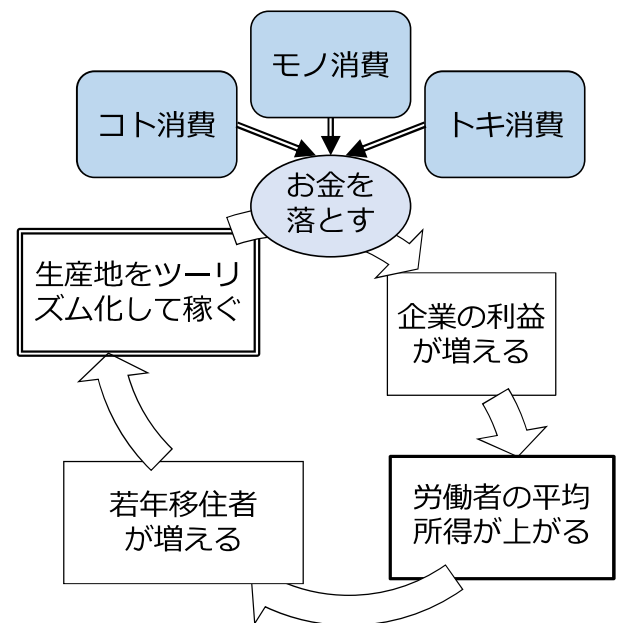 モノ消費
コト消費
トキ消費
お金を
落とす
生産地をツーリ
ズム化して稼ぐ
企業の利益
が増える
労働者の平均
所得が上がる
若年移住者
が増える